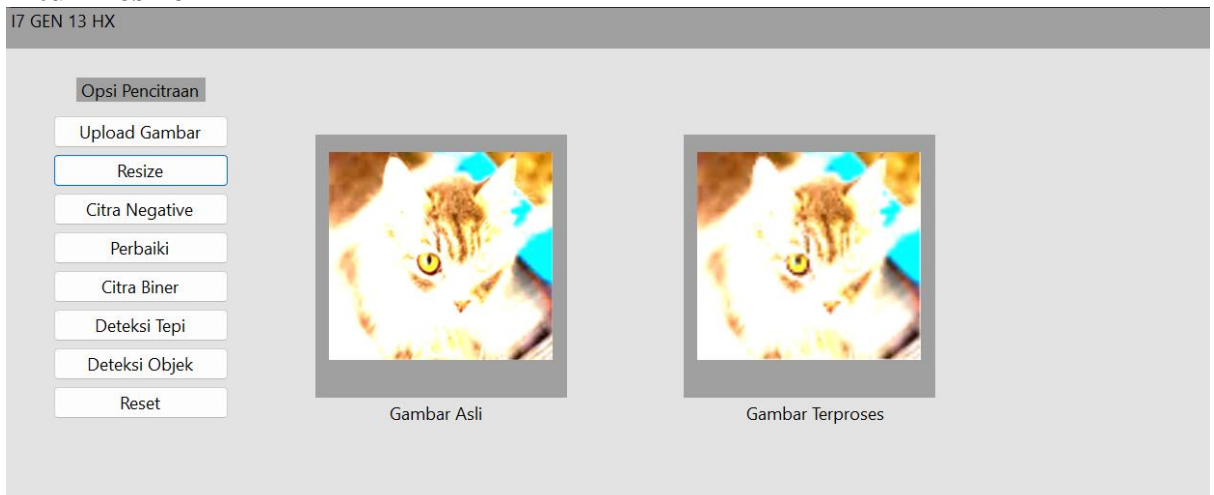 I7 GEN 13 HX
Opsi Pencitraan
Upload Gambar
Resize
Citra Negative
Perbaiki
Citra Biner
Deteksi Tepi
Deteksi Objek
Reset
Gambar Asli
Gambar Terproses